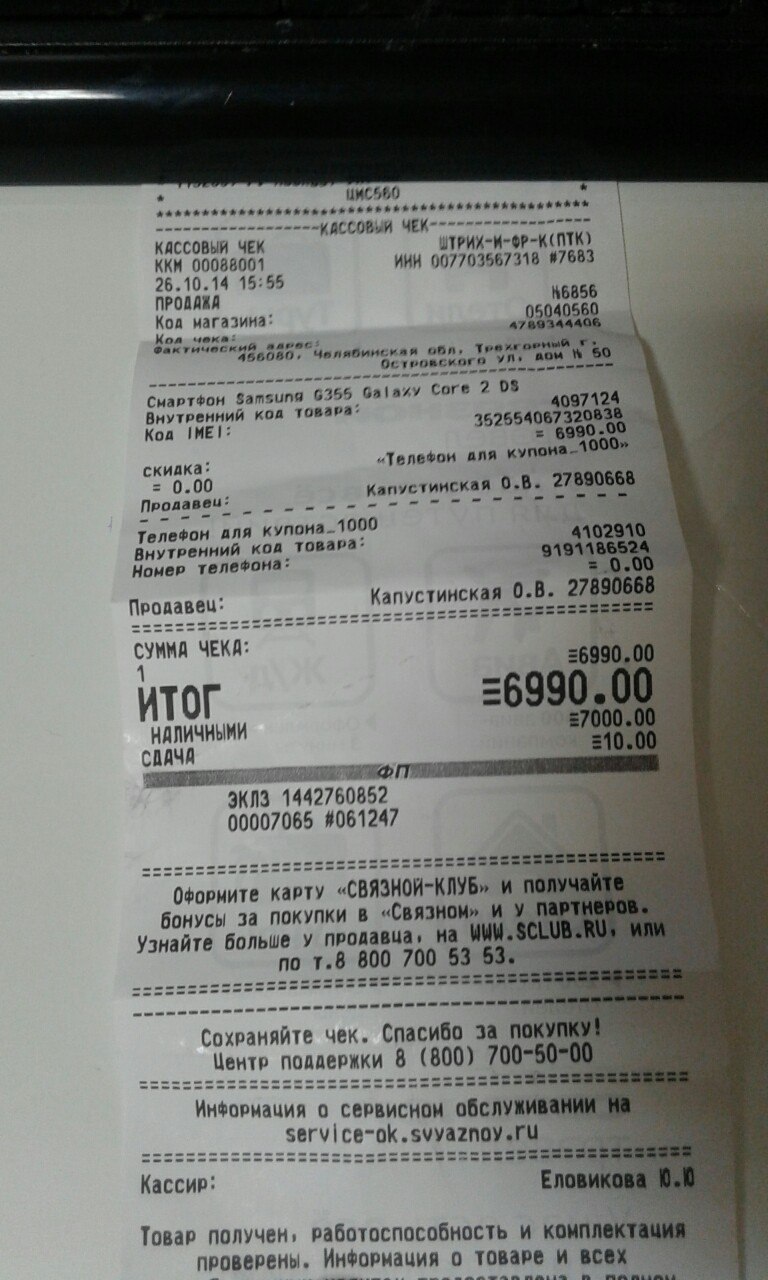 * ЦМС560 *
************************************************
-------------------КАССОВЫЙ ЧЕК-------------------
КАССОВЫЙ ЧЕК ШТРИХ-М-ФР-К(ПТК)
ККМ 00088001 ИНН 007703567318 #7683
26.10.14 15:55
ПРОДАЖА №6856
Код магазина: 05040560
Код чека: 4789344406
Фактический адрес:
456080, Челябинская обл, Трехгорный г,
Островского ул, дом № 50
Смартфон Samsung G355 Galaxy Core 2 DS
Внутренний код товара: 4097124
Код IMEI: 352554067320838
= 6990.00
скидка: «Телефон для купона_1000»
= 0.00
Продавец: Капустинская О.В. 27890668
Телефон для купона_1000
Внутренний код товара: 4102910
Номер телефона: 9191186524
= 0.00
Продавец: Капустинская О.В. 27890668
СУММА ЧЕКА:
1 ≡6990.00
ИТОГ ≡6990.00
НАЛИЧНЫМИ ≡7000.00
СДАЧА ≡10.00
ФП
ЭКЛЗ 1442760852
00007065 #061247
Оформите карту «СВЯЗНОЙ-КЛУБ» и получайте
бонусы за покупки в «Связном» и у партнеров.
Узнайте больше у продавца, на WWW.SCLUB.RU, или
по т.8 800 700 53 53.
Сохраняйте чек. Спасибо за покупку!
Центр поддержки 8 (800) 700-50-00
Информация о сервисном обслуживании на
service-ok.svyaznoy.ru
Кассир: Еловикова Ю.Ю
Товар получен, работоспособность и комплектация
проверены. Информация о товаре и всех